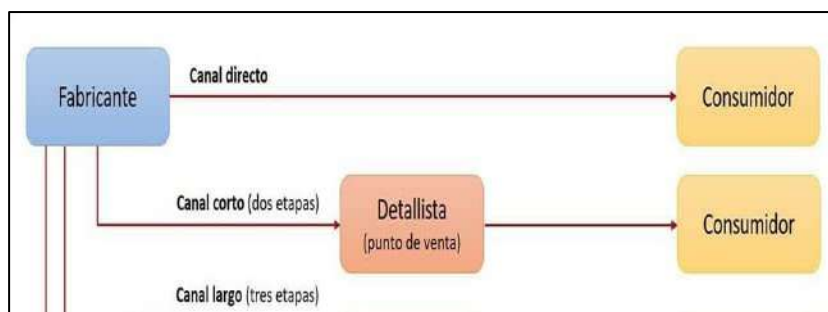 Canal directo
Fabricante
Consumidor
Canal corto (dos etapas)
Detallista
(punto de venta)
Consumidor
Canal largo (tres etapas)